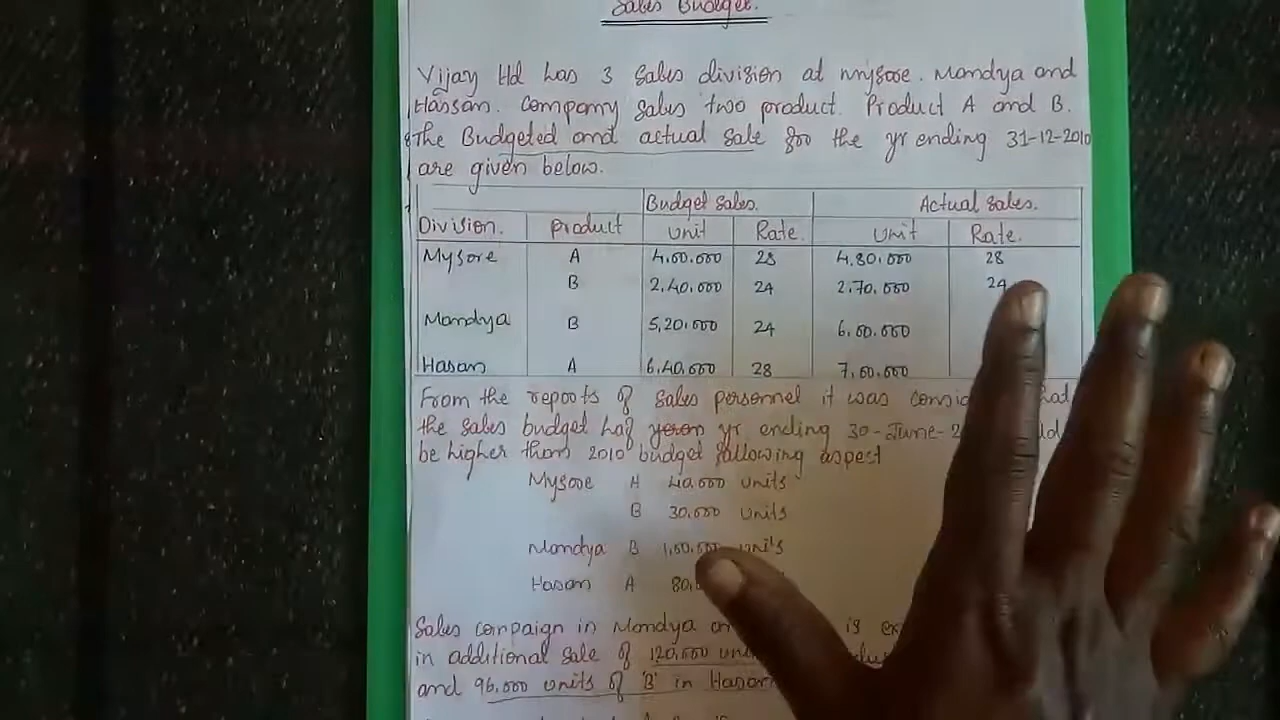 Sales Budget.
Vijay ltd has 3 Sales division at mysore. Mandya and
Hassan. Company Sales two product. Product A and B.
The Budgeted and actual sale for the yr ending 31-12-2010
are given below.
Budget Sales. Actual Sales.
Division. Product Unit Rate. Unit Rate.
Mysore A 4,00,000 28 4,80,000 28
B 2,40,000 24 2,70,000 24
Mandya B 5,20,000 24 6,00,000
Hasan A 6,40,000 28 7,00,000
From the reports of Sales personnel it was
the sales budget half yr ending 30-June-
be higher than 2010 budget following aspect
Mysore A 40,000 units
B 30,000 units
Mandya B 1,00,000 units
Hasan A
Sales campaign in Mandya is
in additional sale of 120,000
and 96,000 units of 'B' in Hasan